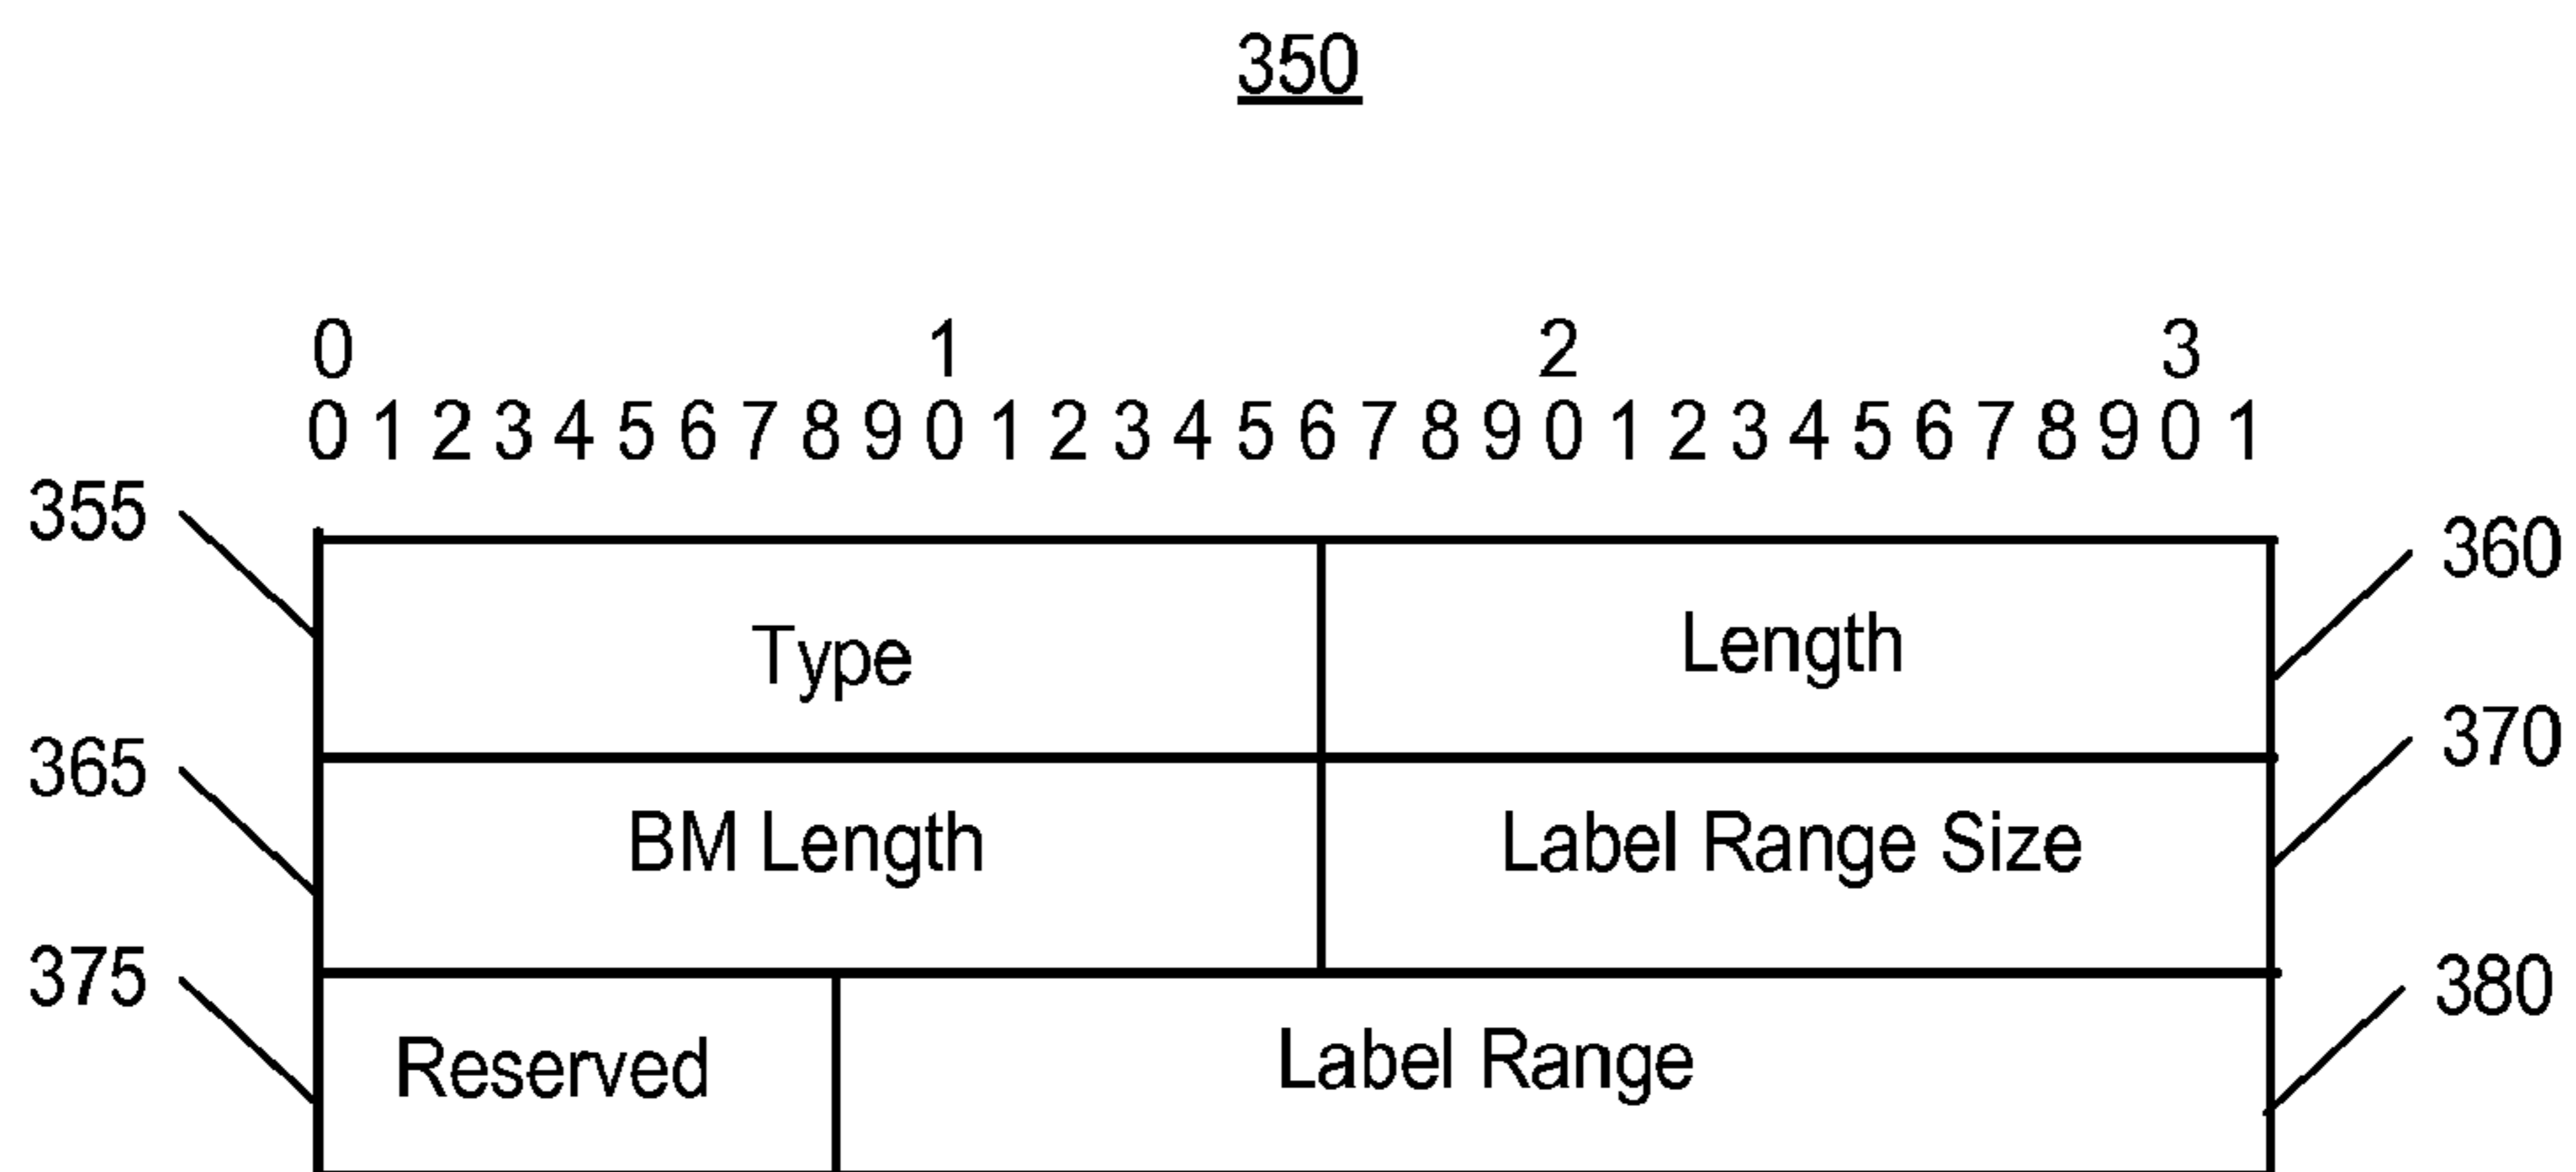 350
0 1 2 3
0 1 2 3 4 5 6 7 8 9 0 1 2 3 4 5 6 7 8 9 0 1 2 3 4 5 6 7 8 9 0 1
355 Type Length 360
365 BM Length Label Range Size 370
375 Reserved Label Range 380